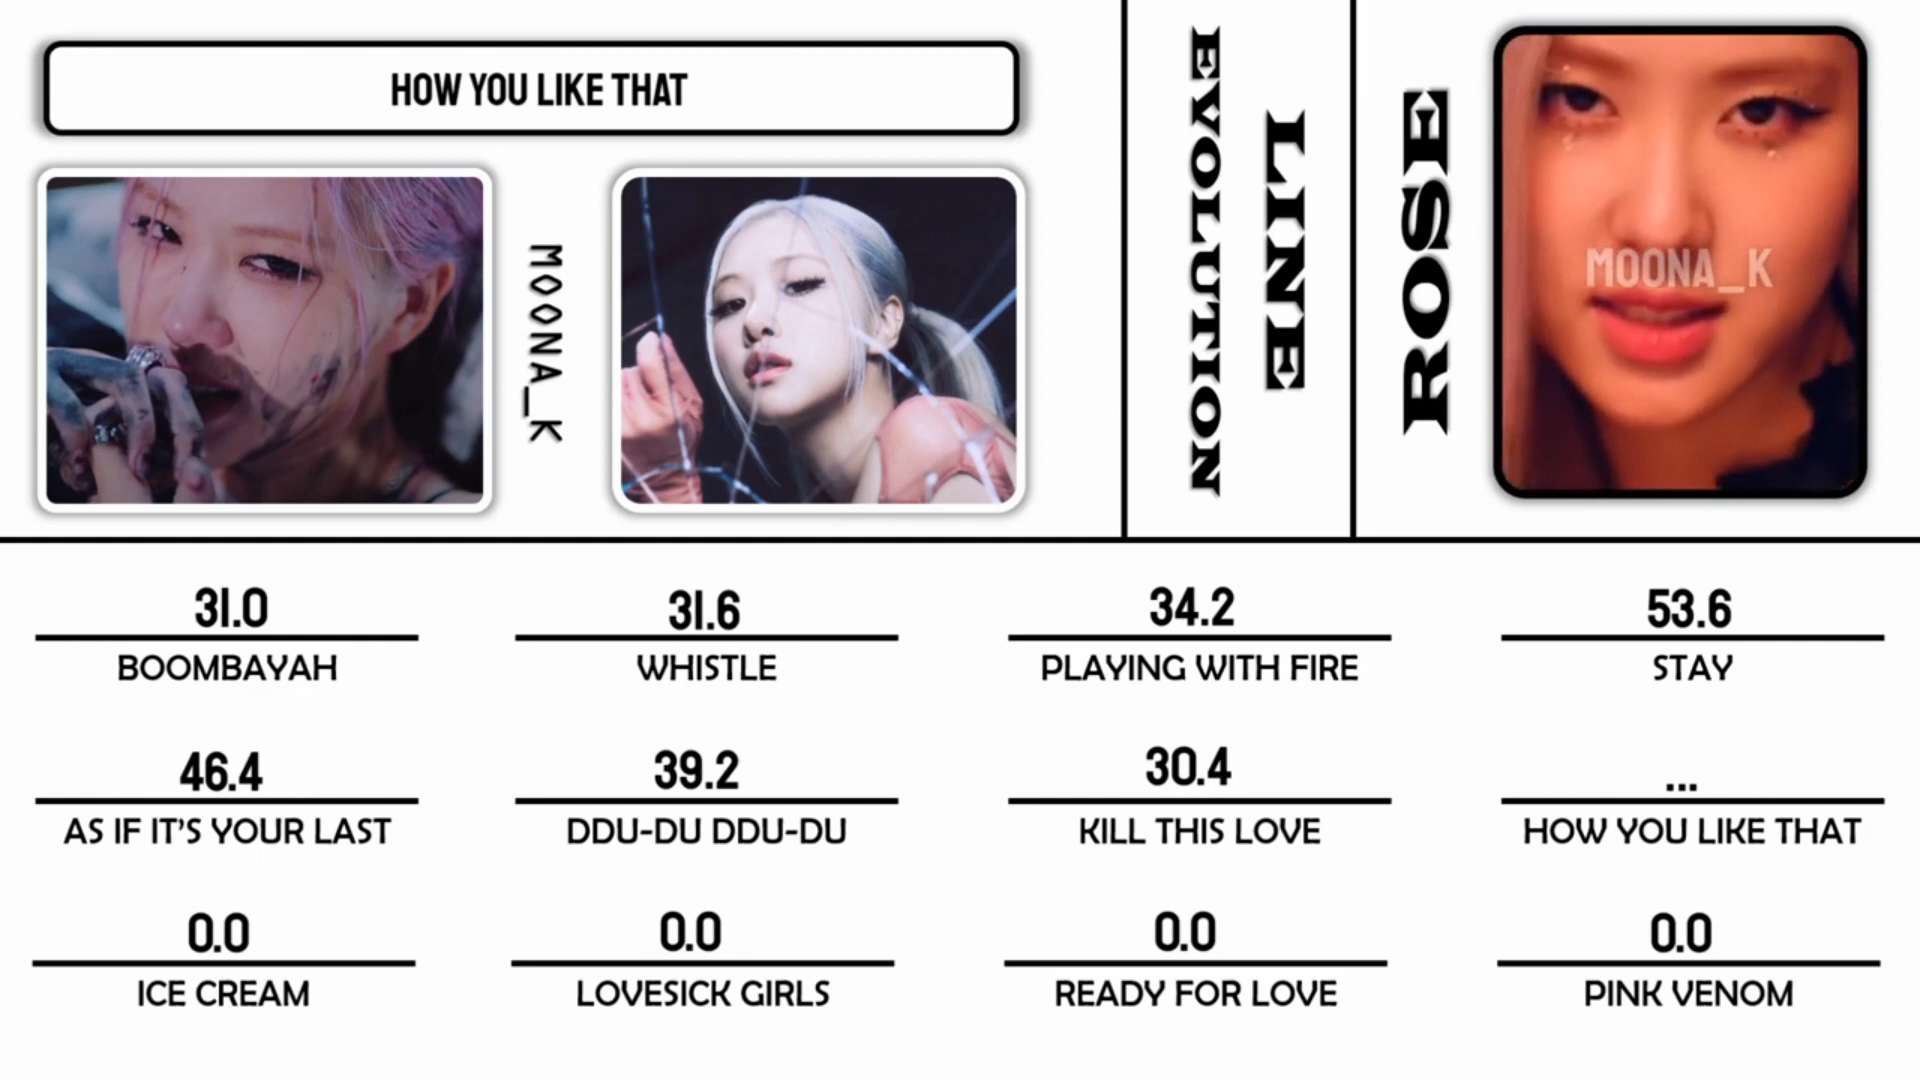 HOW YOU LIKE THAT
MOONA_K
LINE
EVOLUTION
ROSE
MOONA_K
31.0
BOOMBAYAH
31.6
WHISTLE
34.2
PLAYING WITH FIRE
53.6
STAY
46.4
AS IF IT'S YOUR LAST
39.2
DDU-DU DDU-DU
30.4
KILL THIS LOVE
...
HOW YOU LIKE THAT
0.0
ICE CREAM
0.0
LOVESICK GIRLS
0.0
READY FOR LOVE
0.0
PINK VENOM